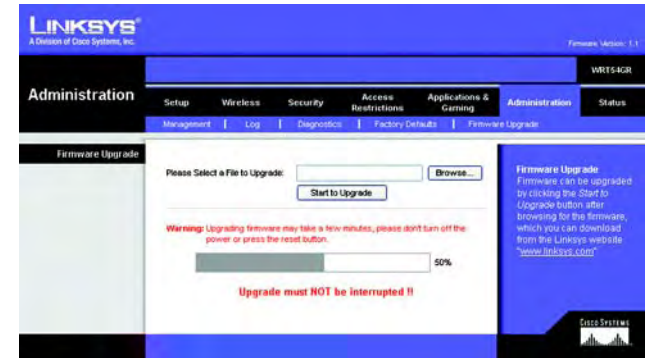 LINKSYS®
A Division of Cisco Systems, Inc.
Firmware Version: 1.1
WRT54GR
Administration
Setup Wireless Security Access Restrictions Applications & Gaming Administration Status
Management | Log | Diagnostics | Factory Defaults | Firmware Upgrade
Firmware Upgrade
Please Select a File to Upgrade: Browse...
Start to Upgrade
Warning: Upgrading firmware may take a few minutes, please don't turn off the
power or press the reset button.
50%
Upgrade must NOT be interrupted !!
Firmware Upgrade
Firmware can be upgraded
by clicking the Start to
Upgrade button after
browsing for the firmware,
which you can download
from the Linksys website
"www.linksys.com"
CISCO SYSTEMS